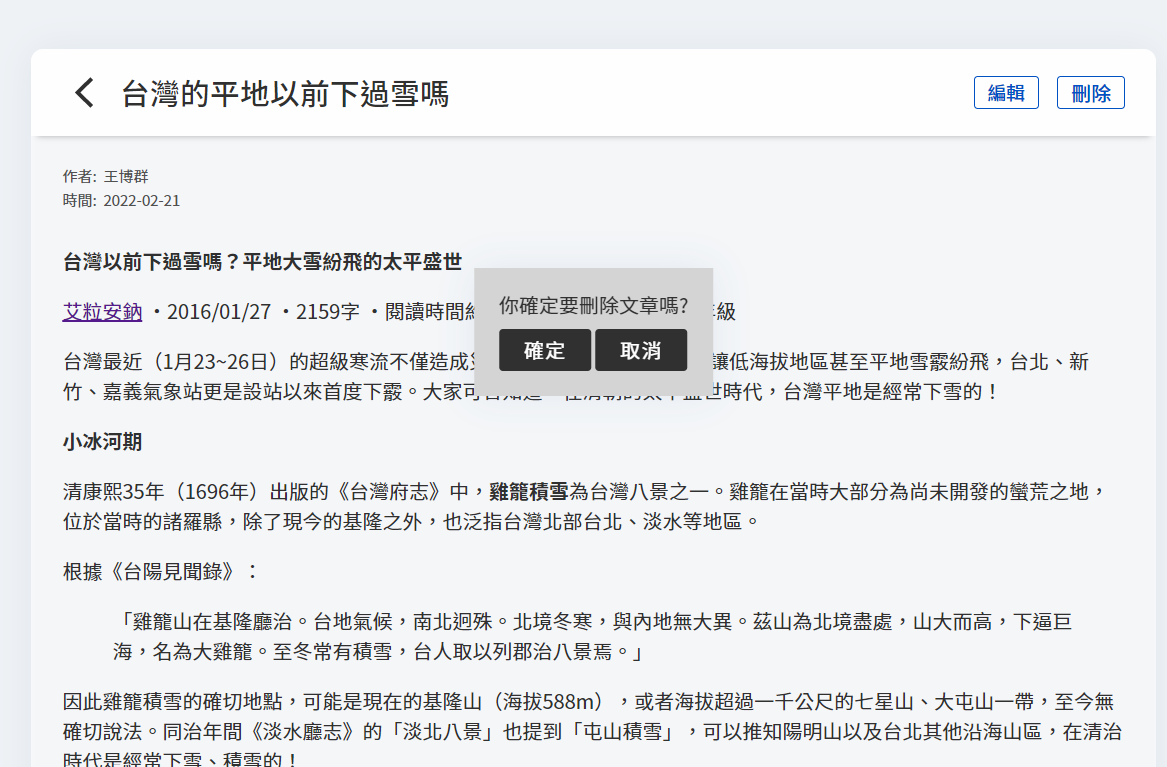 台灣的平地以前下過雪嗎
編輯
刪除
作者: 王博群
時間: 2022-02-21
台灣以前下過雪嗎？平地大雪紛飛的太平盛世
艾粒安鈉 ・2016/01/27 ・2159字 ・閱讀時間約
級
你確定要刪除文章嗎?
確定
取消
台灣最近（1月23~26日）的超級寒流不僅造成
讓低海拔地區甚至平地雪霰紛飛，台北、新
竹、嘉義氣象站更是設站以來首度下霰。大家可
世時代，台灣平地是經常下雪的！
小冰河期
清康熙35年（1696年）出版的《台灣府志》中，雞籠積雪為台灣八景之一。雞籠在當時大部分為尚未開發的蠻荒之地，
位於當時的諸羅縣，除了現今的基隆之外，也泛指台灣北部台北、淡水等地區。
根據《台陽見聞錄》：
「雞籠山在基隆廳治。台地氣候，南北迥殊。北境冬寒，與內地無大異。茲山為北境盡處，山大而高，下逼巨
海，名為大雞籠。至冬常有積雪，台人取以列郡治八景焉。」
因此雞籠積雪的確切地點，可能是現在的基隆山（海拔588m），或者海拔超過一千公尺的七星山、大屯山一帶，至今無
確切說法。同治年間《淡水廳志》的「淡北八景」也提到「屯山積雪」，可以推知陽明山以及台北其他沿海山區，在清治
時代是經常下雪、積雪的！